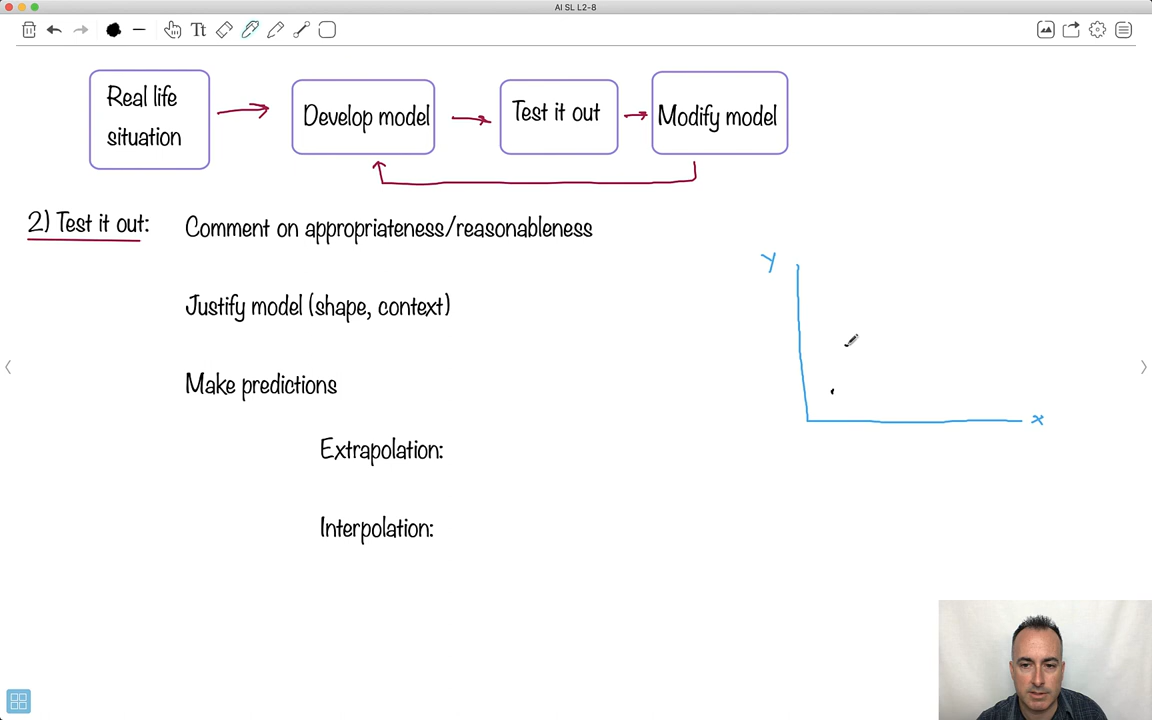 AI SL L2-8
Tt
Real life
situation
Develop model
Test it out
Modify model
2) Test it out:
Comment on appropriateness/reasonableness
Justify model (shape, context)
Make predictions
Extrapolation:
Interpolation:
y
x